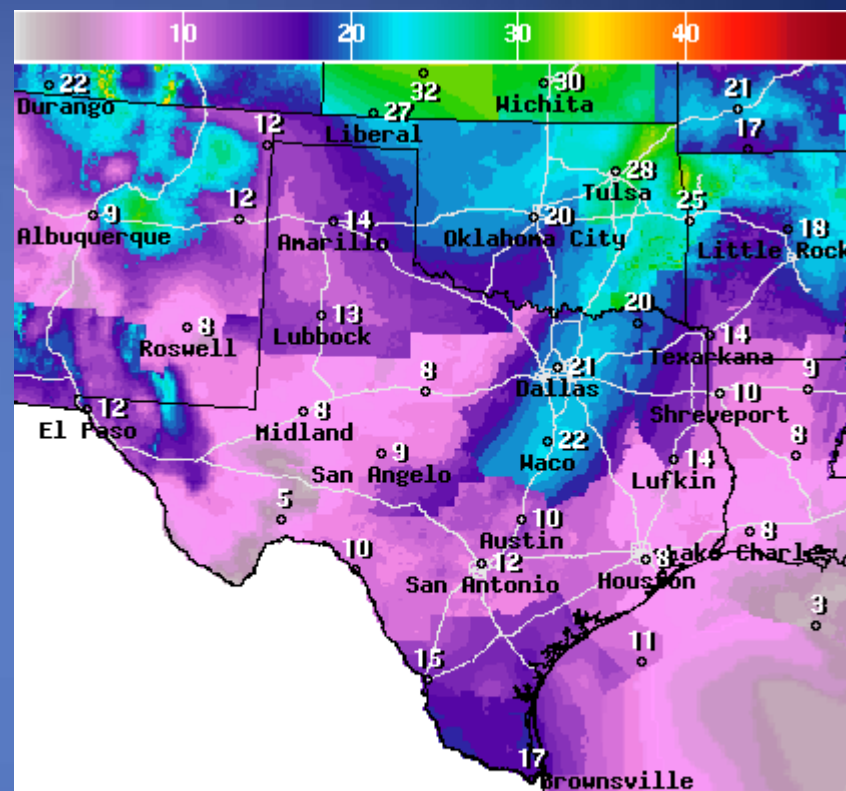 10 20 30 40
22 32 30 21
Durango Wichita
27 17
Liberal
12
28
Tulsa
9 12 14 20 25 18
Albuquerque Amarillo Oklahoma City Little Rock
8 13 20 14
Roswell Lubbock Texarkana
8 21 9
Dallas
12 8 10
El Paso Midland Shreveport
9 22 14 8
San Angelo Waco Lufkin
5 10 8
Austin
10 12 8 Lake Charles
San Antonio Houston
3
15 11
17
Brownsville